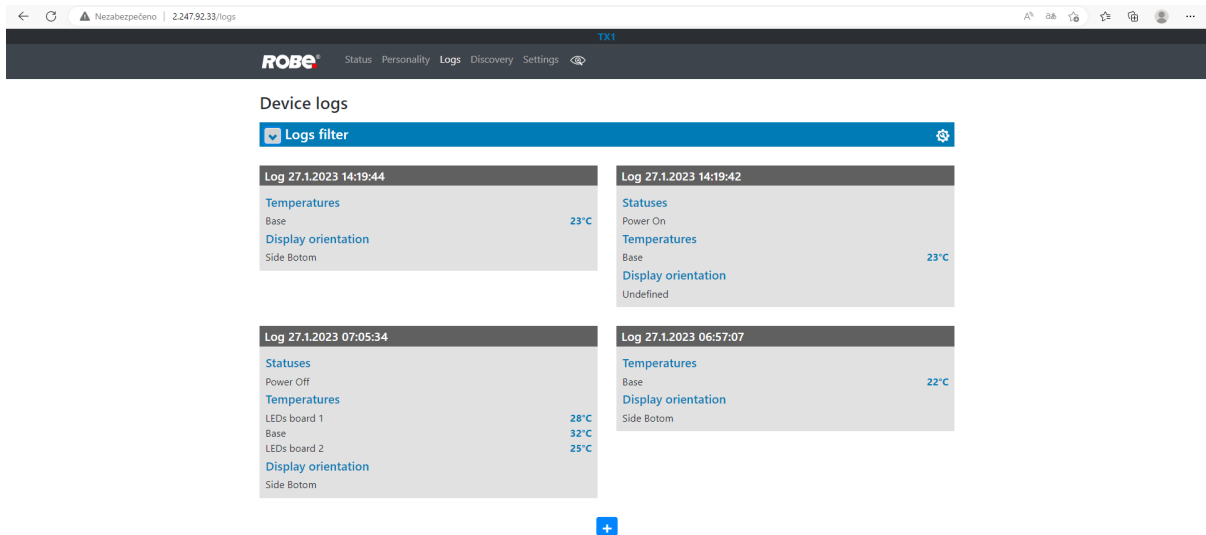 Nezabezpečeno | 2.247.92.33/logs
TX1
ROBE® Status Personality Logs Discovery Settings
Device logs
Logs filter
Log 27.1.2023 14:19:44
Temperatures
Base 23°C
Display orientation
Side Botom
Log 27.1.2023 14:19:42
Statuses
Power On
Temperatures
Base 23°C
Display orientation
Undefined
Log 27.1.2023 07:05:34
Statuses
Power Off
Temperatures
LEDs board 1 28°C
Base 32°C
LEDs board 2 25°C
Display orientation
Side Botom
Log 27.1.2023 06:57:07
Temperatures
Base 22°C
Display orientation
Side Botom
+